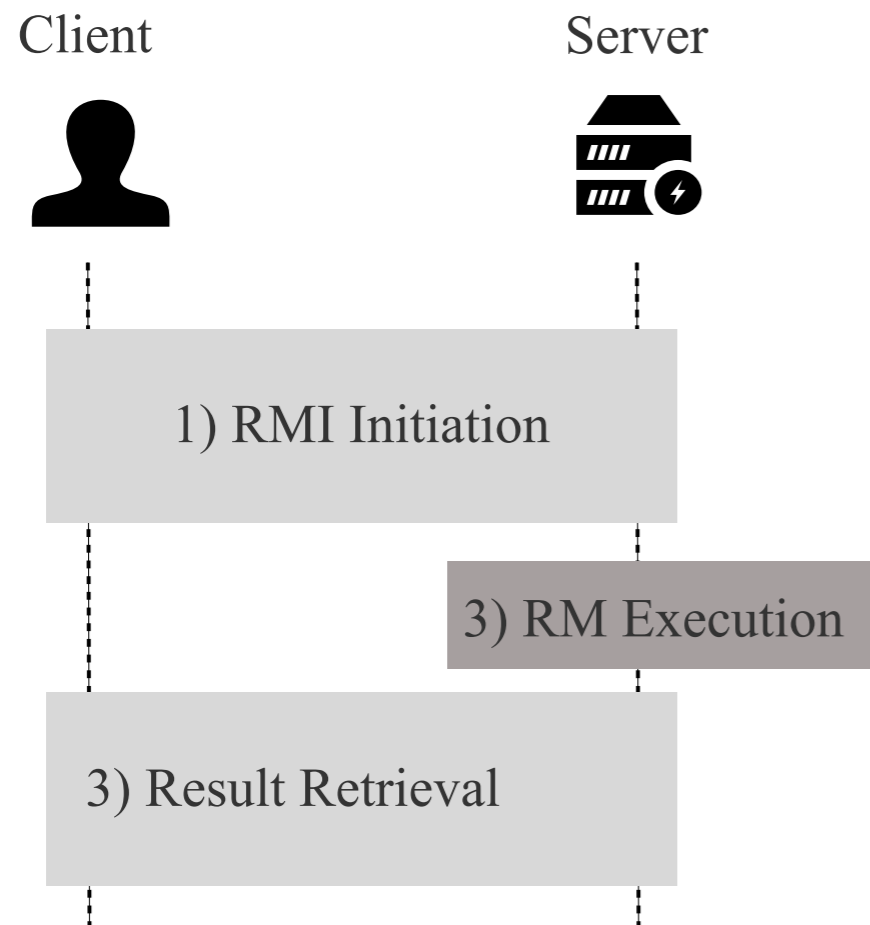 Client
Server
1) RMI Initiation
3) RM Execution
3) Result Retrieval